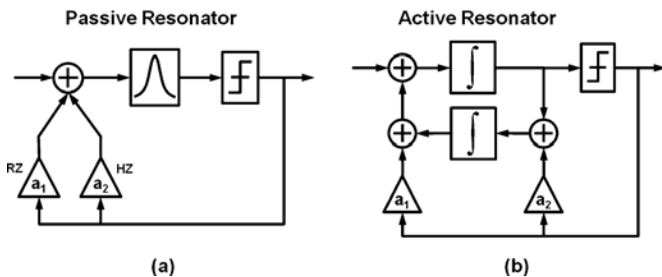 Passive Resonator
Active Resonator
RZ
a1
a2
HZ
a1
a2
(a)
(b)